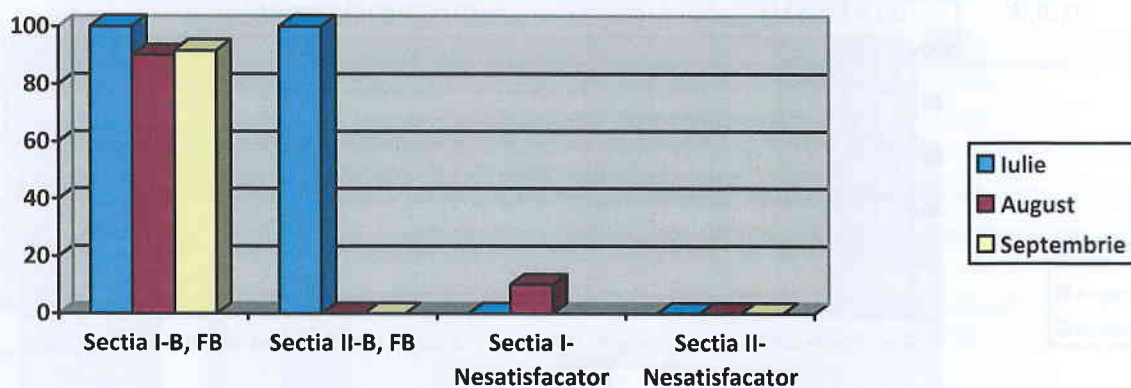 100
80
60
40
20
0
Sectia I-B, FB
Sectia II-B, FB
Sectia I-
Nesatisfacator
Sectia II-
Nesatisfacator
Iulie
August
Septembrie